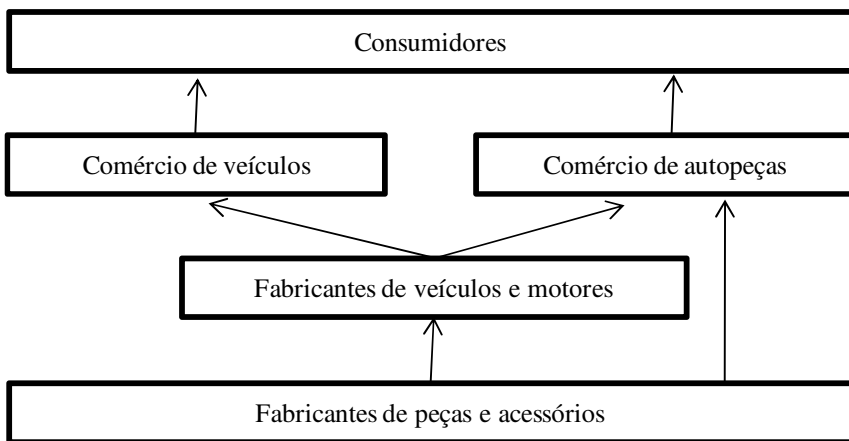 Consumidores
Comércio de veículos
Comércio de autopeças
Fabricantes de veículos e motores
Fabricantes de peças e acessórios